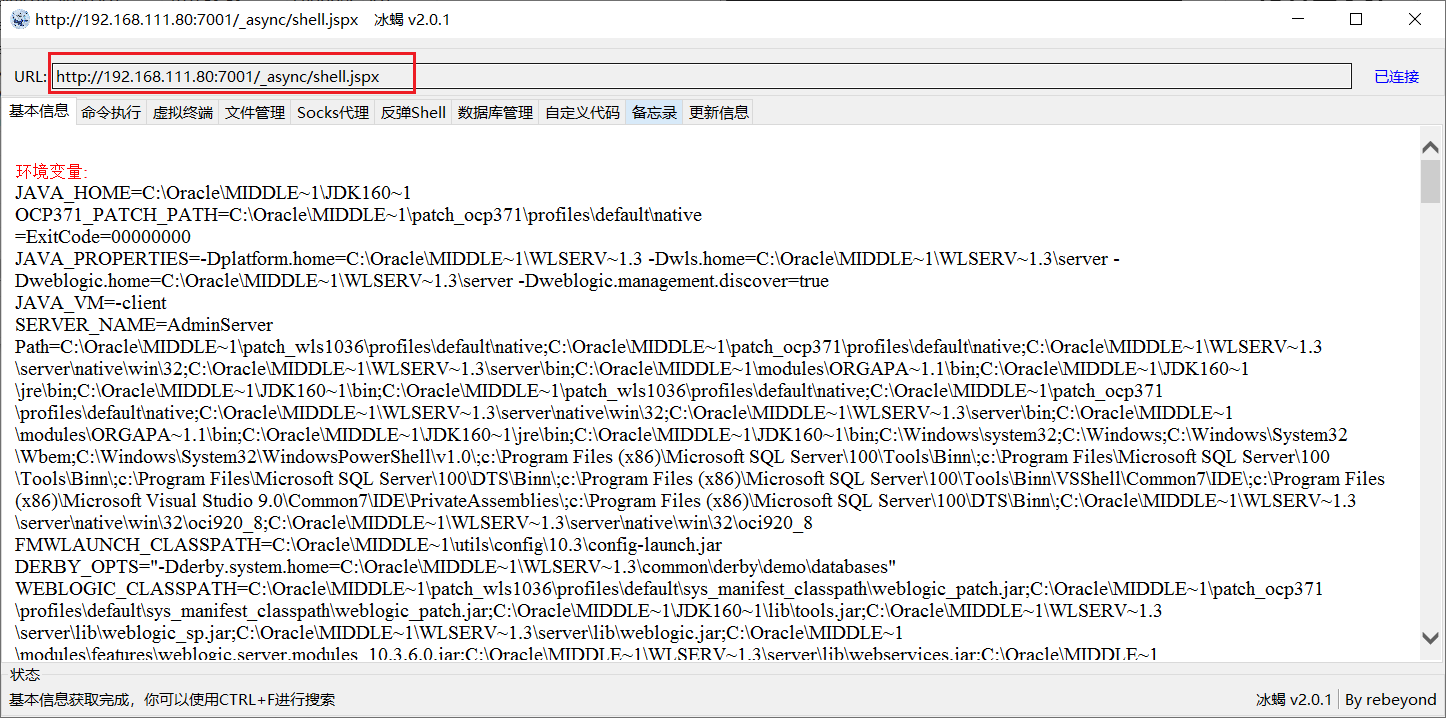 http://192.168.111.80:7001/_async/shell.jspx 冰蝎 v2.0.1
URL: http://192.168.111.80:7001/_async/shell.jspx 已连接
基本信息 命令执行 虚拟终端 文件管理 Socks代理 反弹Shell 数据库管理 自定义代码 备忘录 更新信息
环境变量:
JAVA_HOME=C:\Oracle\MIDDLE~1\JDK160~1
OCP371_PATCH_PATH=C:\Oracle\MIDDLE~1\patch_ocp371\profiles\default\native
=ExitCode=00000000
JAVA_PROPERTIES=-Dplatform.home=C:\Oracle\MIDDLE~1\WLSERV~1.3 -Dwls.home=C:\Oracle\MIDDLE~1\WLSERV~1.3\server -
Dweblogic.home=C:\Oracle\MIDDLE~1\WLSERV~1.3\server -Dweblogic.management.discover=true
JAVA_VM=-client
SERVER_NAME=AdminServer
Path=C:\Oracle\MIDDLE~1\patch_wls1036\profiles\default\native;C:\Oracle\MIDDLE~1\patch_ocp371\profiles\default\native;C:\Oracle\MIDDLE~1\WLSERV~1.3
\server\native\win\32;C:\Oracle\MIDDLE~1\WLSERV~1.3\server\bin;C:\Oracle\MIDDLE~1\modules\ORGAPA~1.1\bin;C:\Oracle\MIDDLE~1\JDK160~1
\jre\bin;C:\Oracle\MIDDLE~1\JDK160~1\bin;C:\Oracle\MIDDLE~1\patch_wls1036\profiles\default\native;C:\Oracle\MIDDLE~1\patch_ocp371
\profiles\default\native;C:\Oracle\MIDDLE~1\WLSERV~1.3\server\native\win\32;C:\Oracle\MIDDLE~1\WLSERV~1.3\server\bin;C:\Oracle\MIDDLE~1
\modules\ORGAPA~1.1\bin;C:\Oracle\MIDDLE~1\JDK160~1\jre\bin;C:\Oracle\MIDDLE~1\JDK160~1\bin;C:\Windows\system32;C:\Windows;C:\Windows\System32
\Wbem;C:\Windows\System32\WindowsPowerShell\v1.0\;c:\Program Files (x86)\Microsoft SQL Server\100\Tools\Binn\;c:\Program Files\Microsoft SQL Server\100
\Tools\Binn\;c:\Program Files\Microsoft SQL Server\100\DTS\Binn\;c:\Program Files (x86)\Microsoft SQL Server\100\Tools\Binn\VSShell\Common7\IDE\;c:\Program Files
(x86)\Microsoft Visual Studio 9.0\Common7\IDE\PrivateAssemblies\;c:\Program Files (x86)\Microsoft SQL Server\100\DTS\Binn\;C:\Oracle\MIDDLE~1\WLSERV~1.3
\server\native\win\32\oci920_8;C:\Oracle\MIDDLE~1\WLSERV~1.3\server\native\win\32\oci920_8
FMWLAUNCH_CLASSPATH=C:\Oracle\MIDDLE~1\utils\config\10.3\config-launch.jar
DERBY_OPTS="-Dderby.system.home=C:\Oracle\MIDDLE~1\WLSERV~1.3\common\derby\demo\databases"
WEBLOGIC_CLASSPATH=C:\Oracle\MIDDLE~1\patch_wls1036\profiles\default\sys_manifest_classpath\weblogic_patch.jar;C:\Oracle\MIDDLE~1\patch_ocp371
\profiles\default\sys_manifest_classpath\weblogic_patch.jar;C:\Oracle\MIDDLE~1\JDK160~1\lib\tools.jar;C:\Oracle\MIDDLE~1\WLSERV~1.3
\server\lib\weblogic_sp.jar;C:\Oracle\MIDDLE~1\WLSERV~1.3\server\lib\weblogic.jar;C:\Oracle\MIDDLE~1
\modules\features\weblogic.server.modules_10.3.6.0.jar;C:\Oracle\MIDDLE~1\WLSERV~1.3\server\lib\webservices.jar;C:\Oracle\MIDDLE~1
状态
基本信息获取完成，你可以使用CTRL+F进行搜索 冰蝎 v2.0.1 By rebeyond